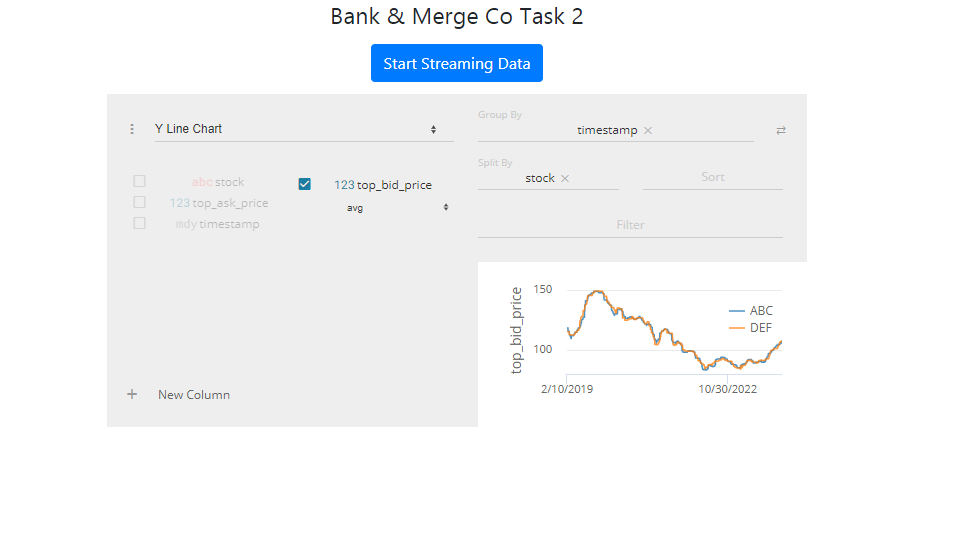 Bank & Merge Co Task 2
Start Streaming Data
Y Line Chart
Group By
timestamp
Split By
stock
Sort
Filter
abc stock
123 top_ask_price
mdy timestamp
123 top_bid_price
avg
New Column
top_bid_price
150
100
ABC
DEF
2/10/2019
10/30/2022